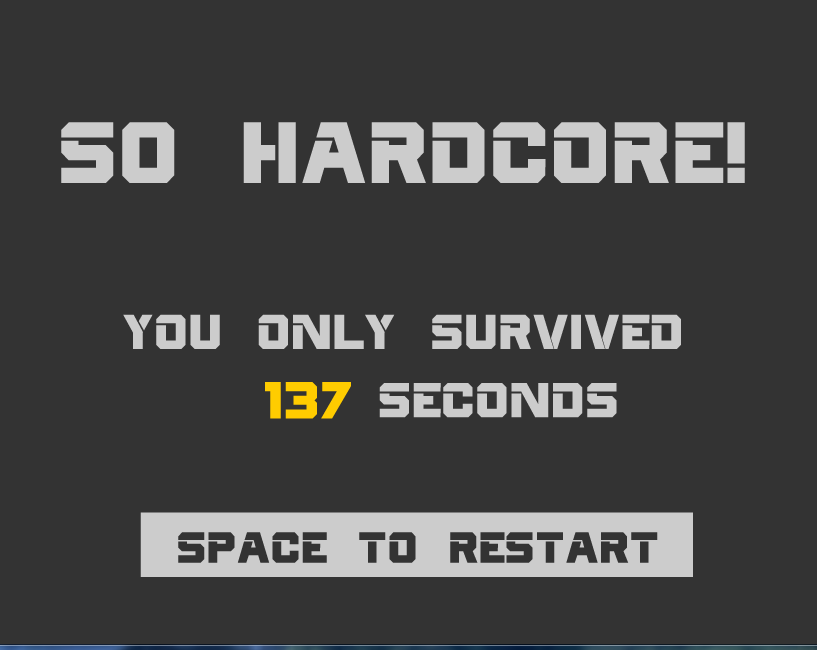 SO HARDCORE!
YOU ONLY SURVIVED
137 SECONDS
SPACE TO RESTART